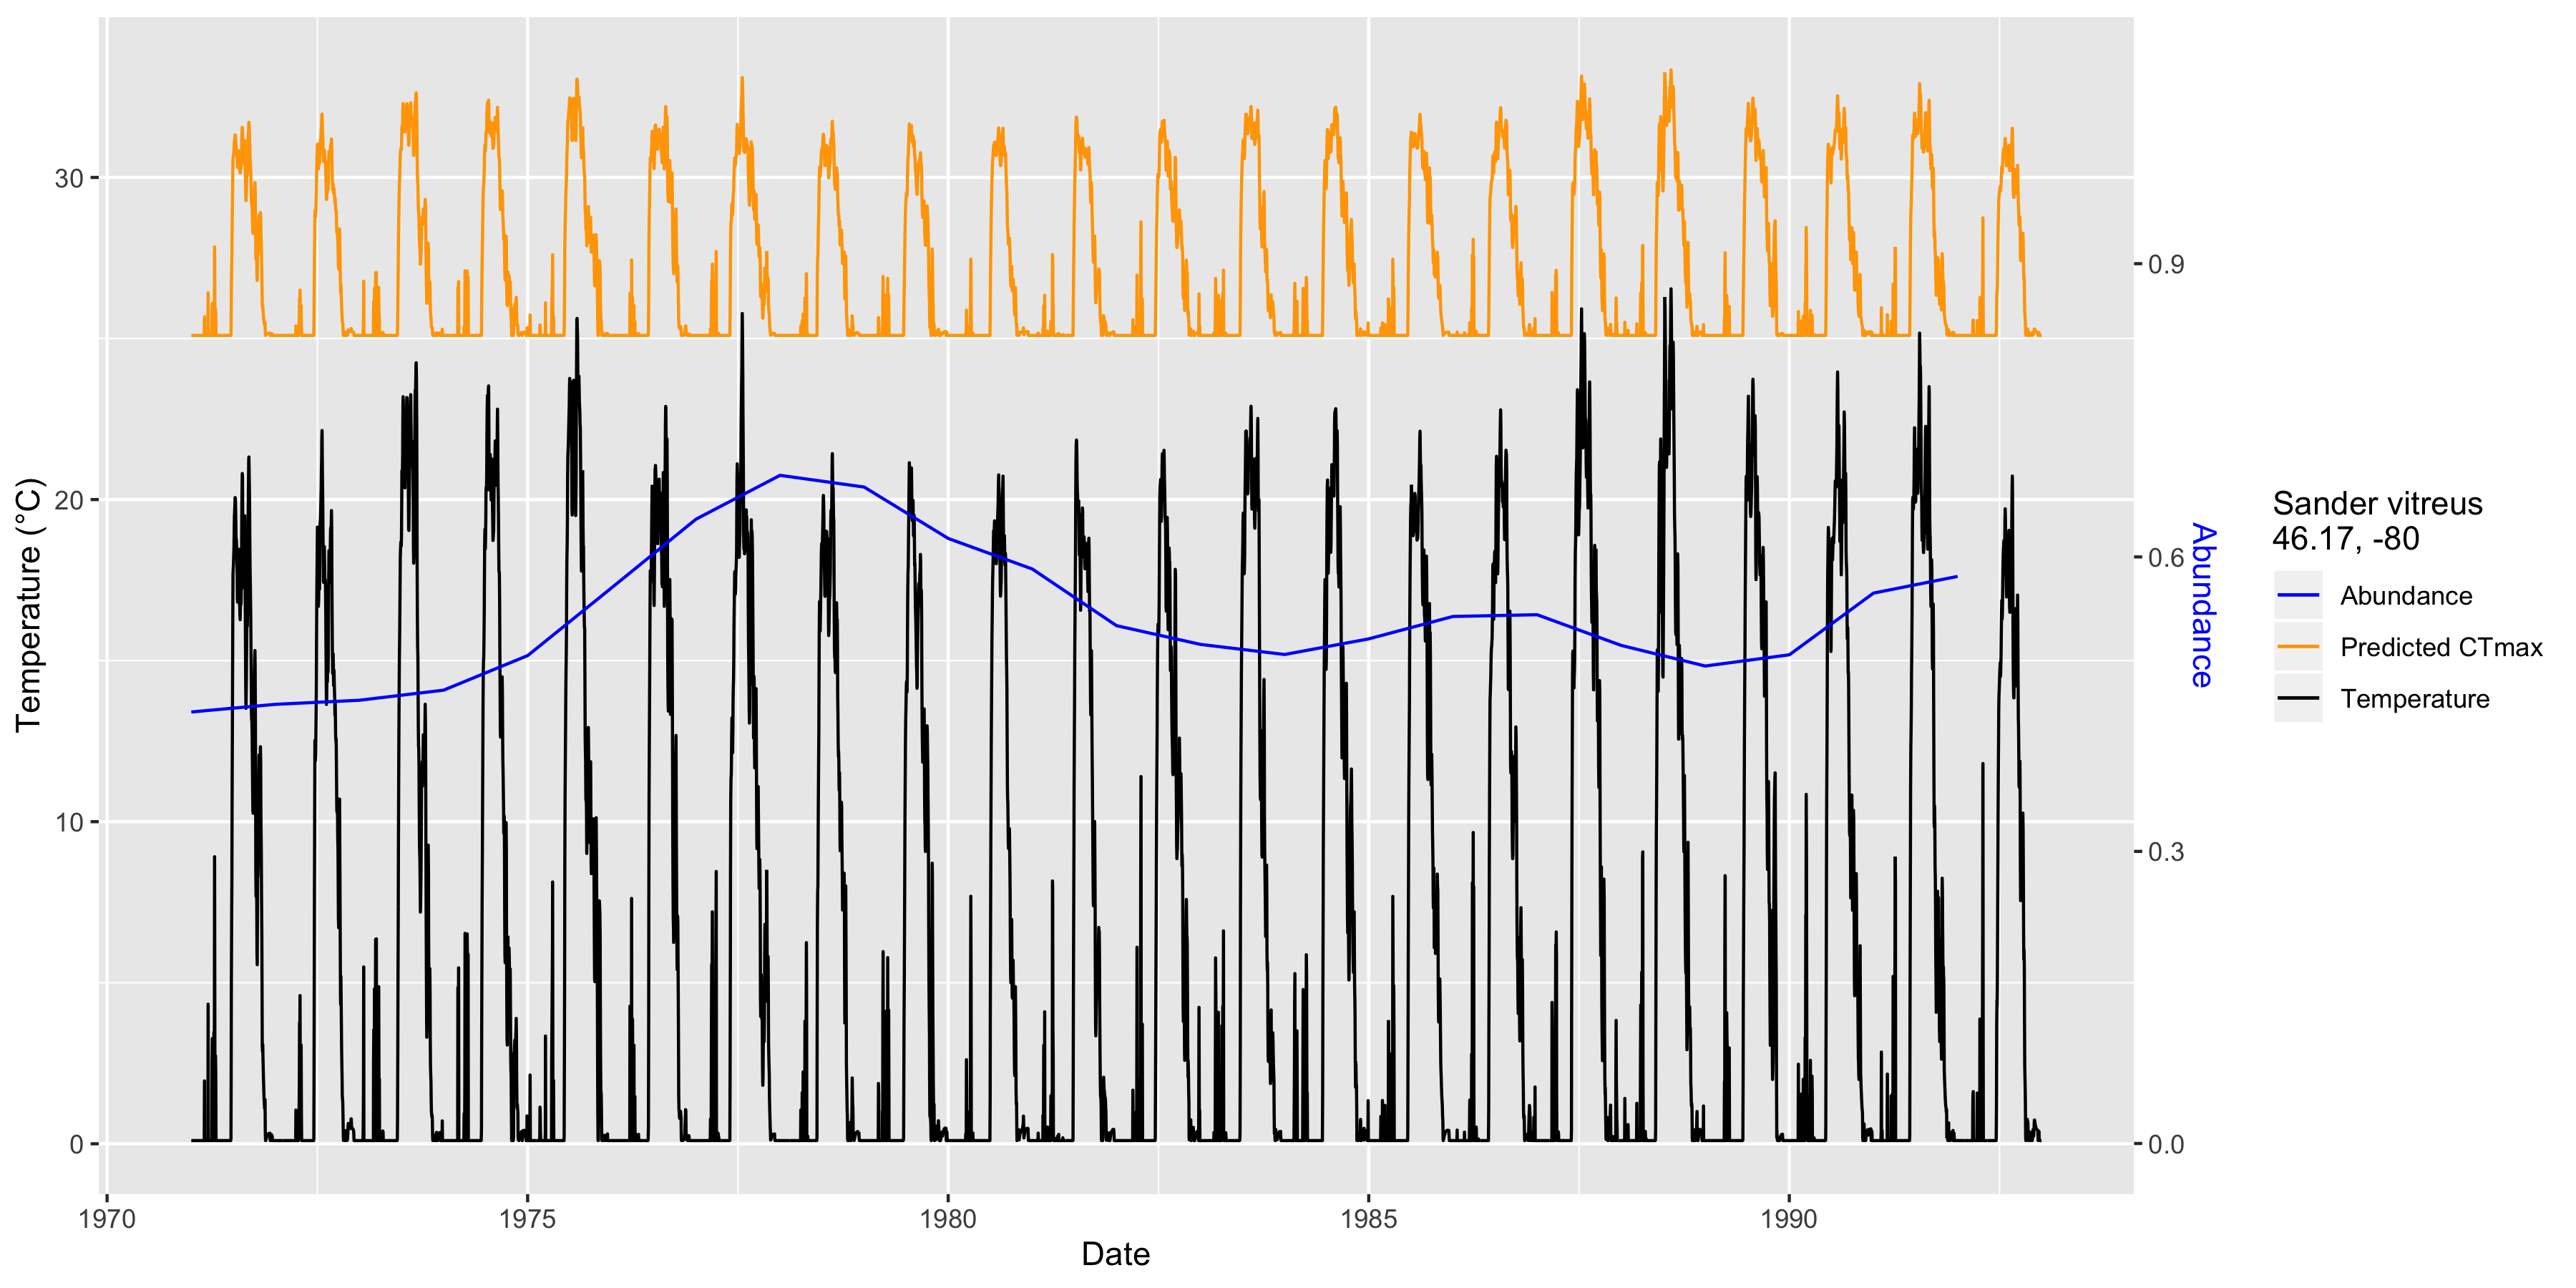 Temperature (°C)
30
20
10
0
1970
1975
1980
1985
1990
Date
0.9
0.6
0.3
0.0
Abundance
Sander vitreus
46.17, -80
Abundance
Predicted CTmax
Temperature